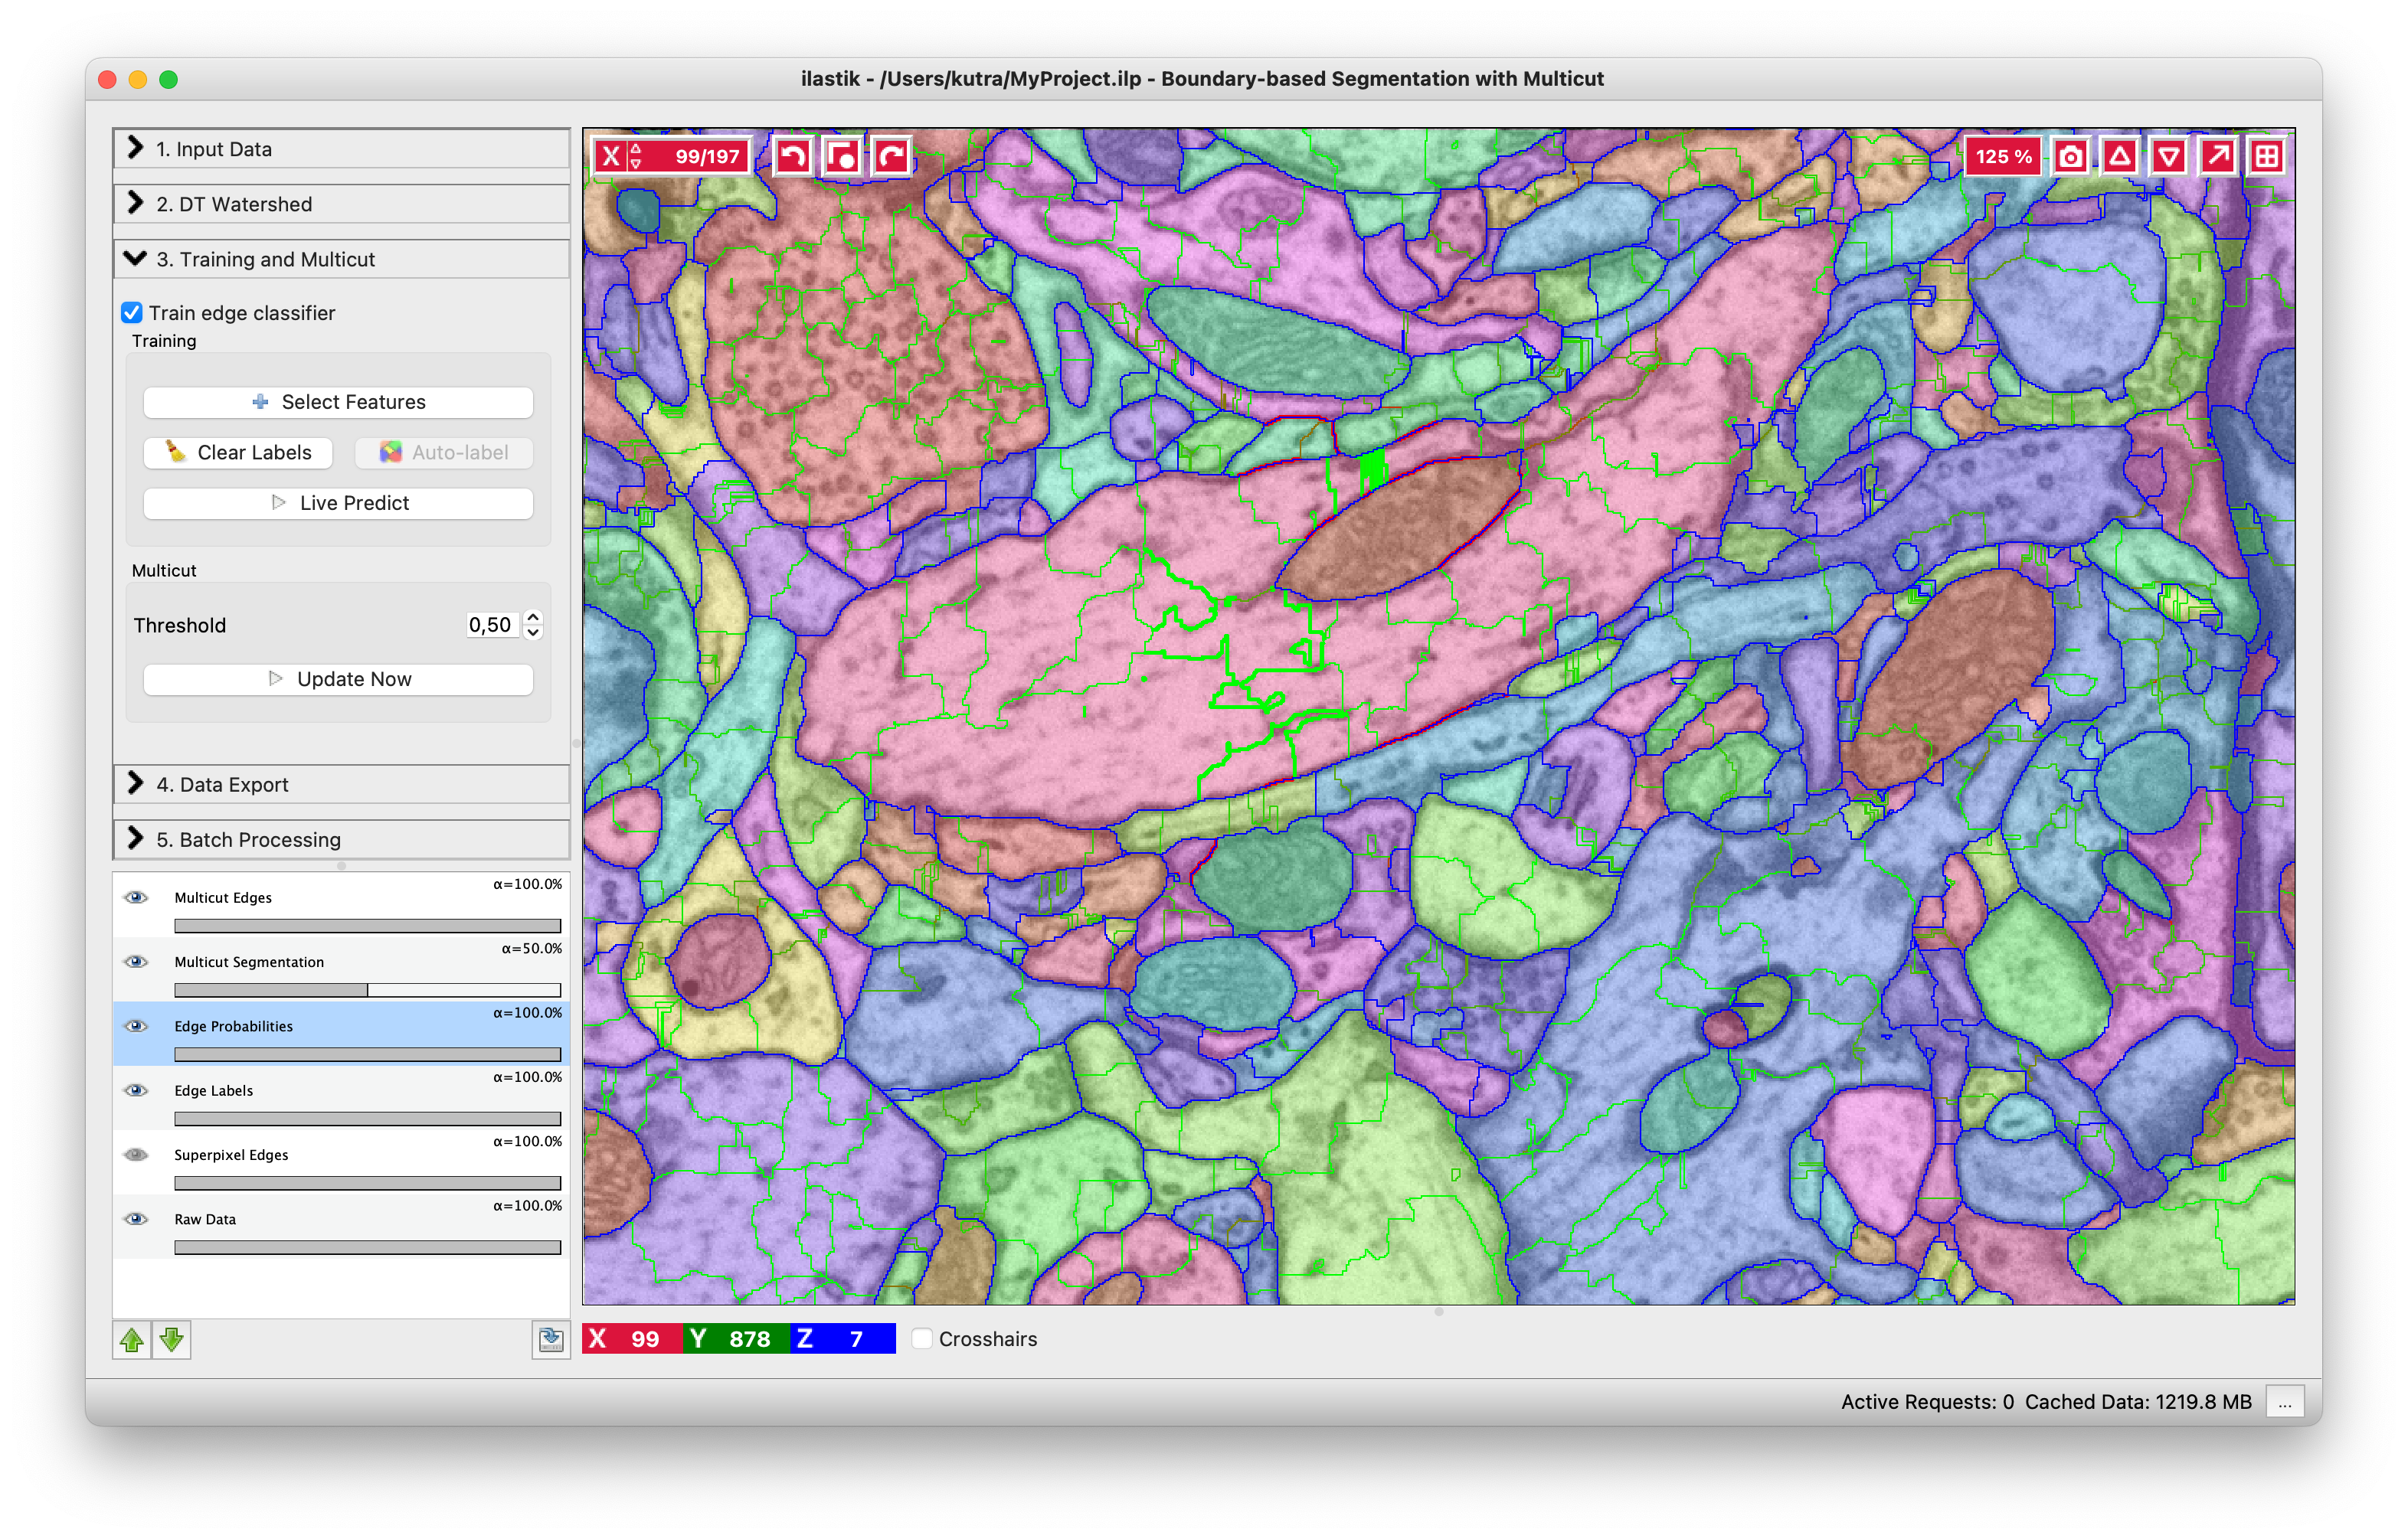 ilastik - /Users/kutra/MyProject.ilp - Boundary-based Segmentation with Multicut
1. Input Data
2. DT Watershed
3. Training and Multicut
Train edge classifier
Training
Select Features
Clear Labels
Auto-label
Live Predict
Multicut
Threshold
0,50
Update Now
4. Data Export
5. Batch Processing
α=100.0%
Multicut Edges
α=50.0%
Multicut Segmentation
α=100.0%
Edge Probabilities
α=100.0%
Edge Labels
α=100.0%
Superpixel Edges
α=100.0%
Raw Data
X 99/197
125 %
X 99 Y 878 Z 7
Crosshairs
Active Requests: 0 Cached Data: 1219.8 MB ...